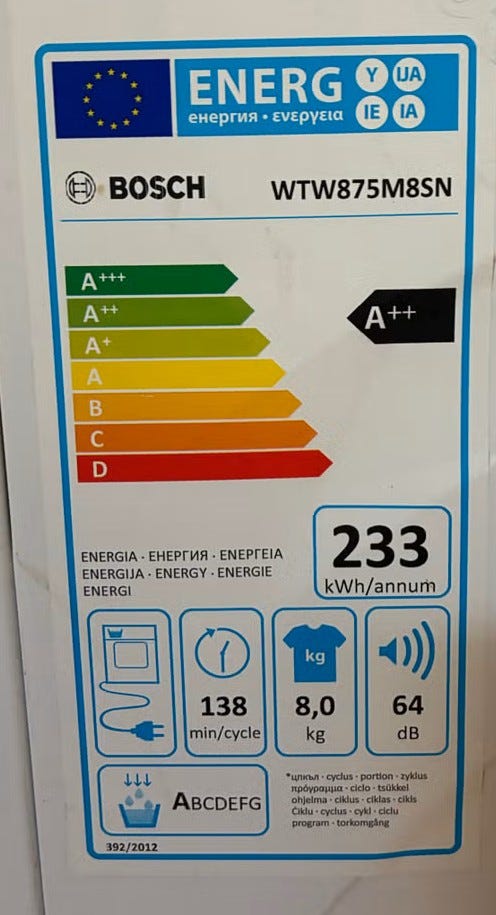 ENERG Y IJA
енергия · ενεργεια IE IA
BOSCH WTW875M8SN
A+++
A++
A++
A+
A
B
C
D
ENERGIA · ЕНЕРГИЯ · ΕΝΕΡΓΕΙΑ
ENERGIJA · ENERGY · ENERGIE
ENERGI
233
kWh/annum
kg
138
min/cycle
8,0
kg
64
dB
ABCDEFG
*цикъл · cyclus · portion · zyklus
πρόγραμμα · ciclo · tsükkel
ohjelma · ciklus · ciklas · cikls
Ċiklu · cyclus · cykl · ciclu
program · torkomgång
392/2012